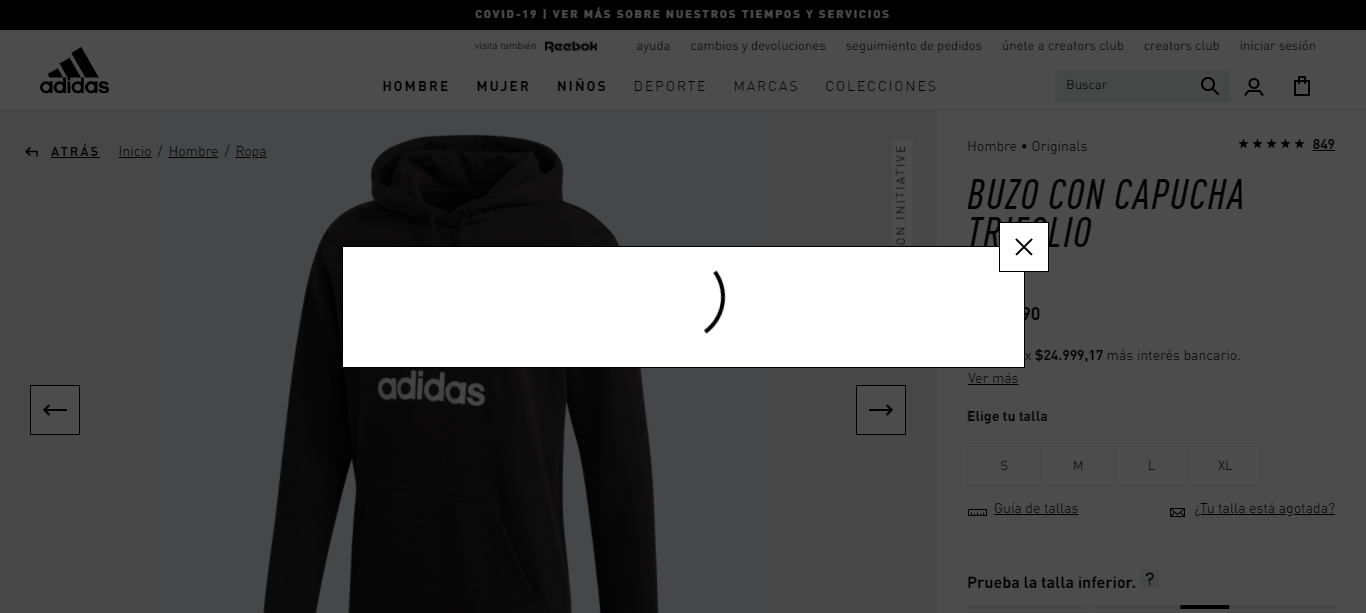 COVID-19 | VER MÁS SOBRE NUESTROS TIEMPOS Y SERVICIOS
visita también Reebok ayuda cambios y devoluciones seguimiento de pedidos únete a creators club creators club iniciar sesión
adidas
HOMBRE MUJER NIÑOS DEPORTE MARCAS COLECCIONES
Buscar
ATRÁS Inicio / Hombre / Ropa
ON INITIATIVE
Hombre • Originals
849
BUZO CON CAPUCHA
90
x $24.999,17 más interés bancario.
Ver más
adidas
Elige tu talla
S M L XL
Guía de tallas
¿Tu talla está agotada?
Prueba la talla inferior. ?